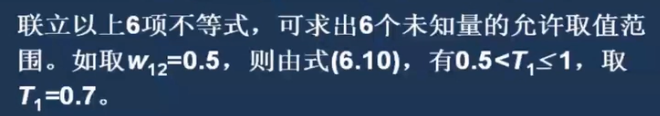 联立以上6项不等式，可求出6个未知量的允许取值范
围。如取w₁₂=0.5，则由式(6.10)，有0.5<T₁≤1，取
T₁=0.7。